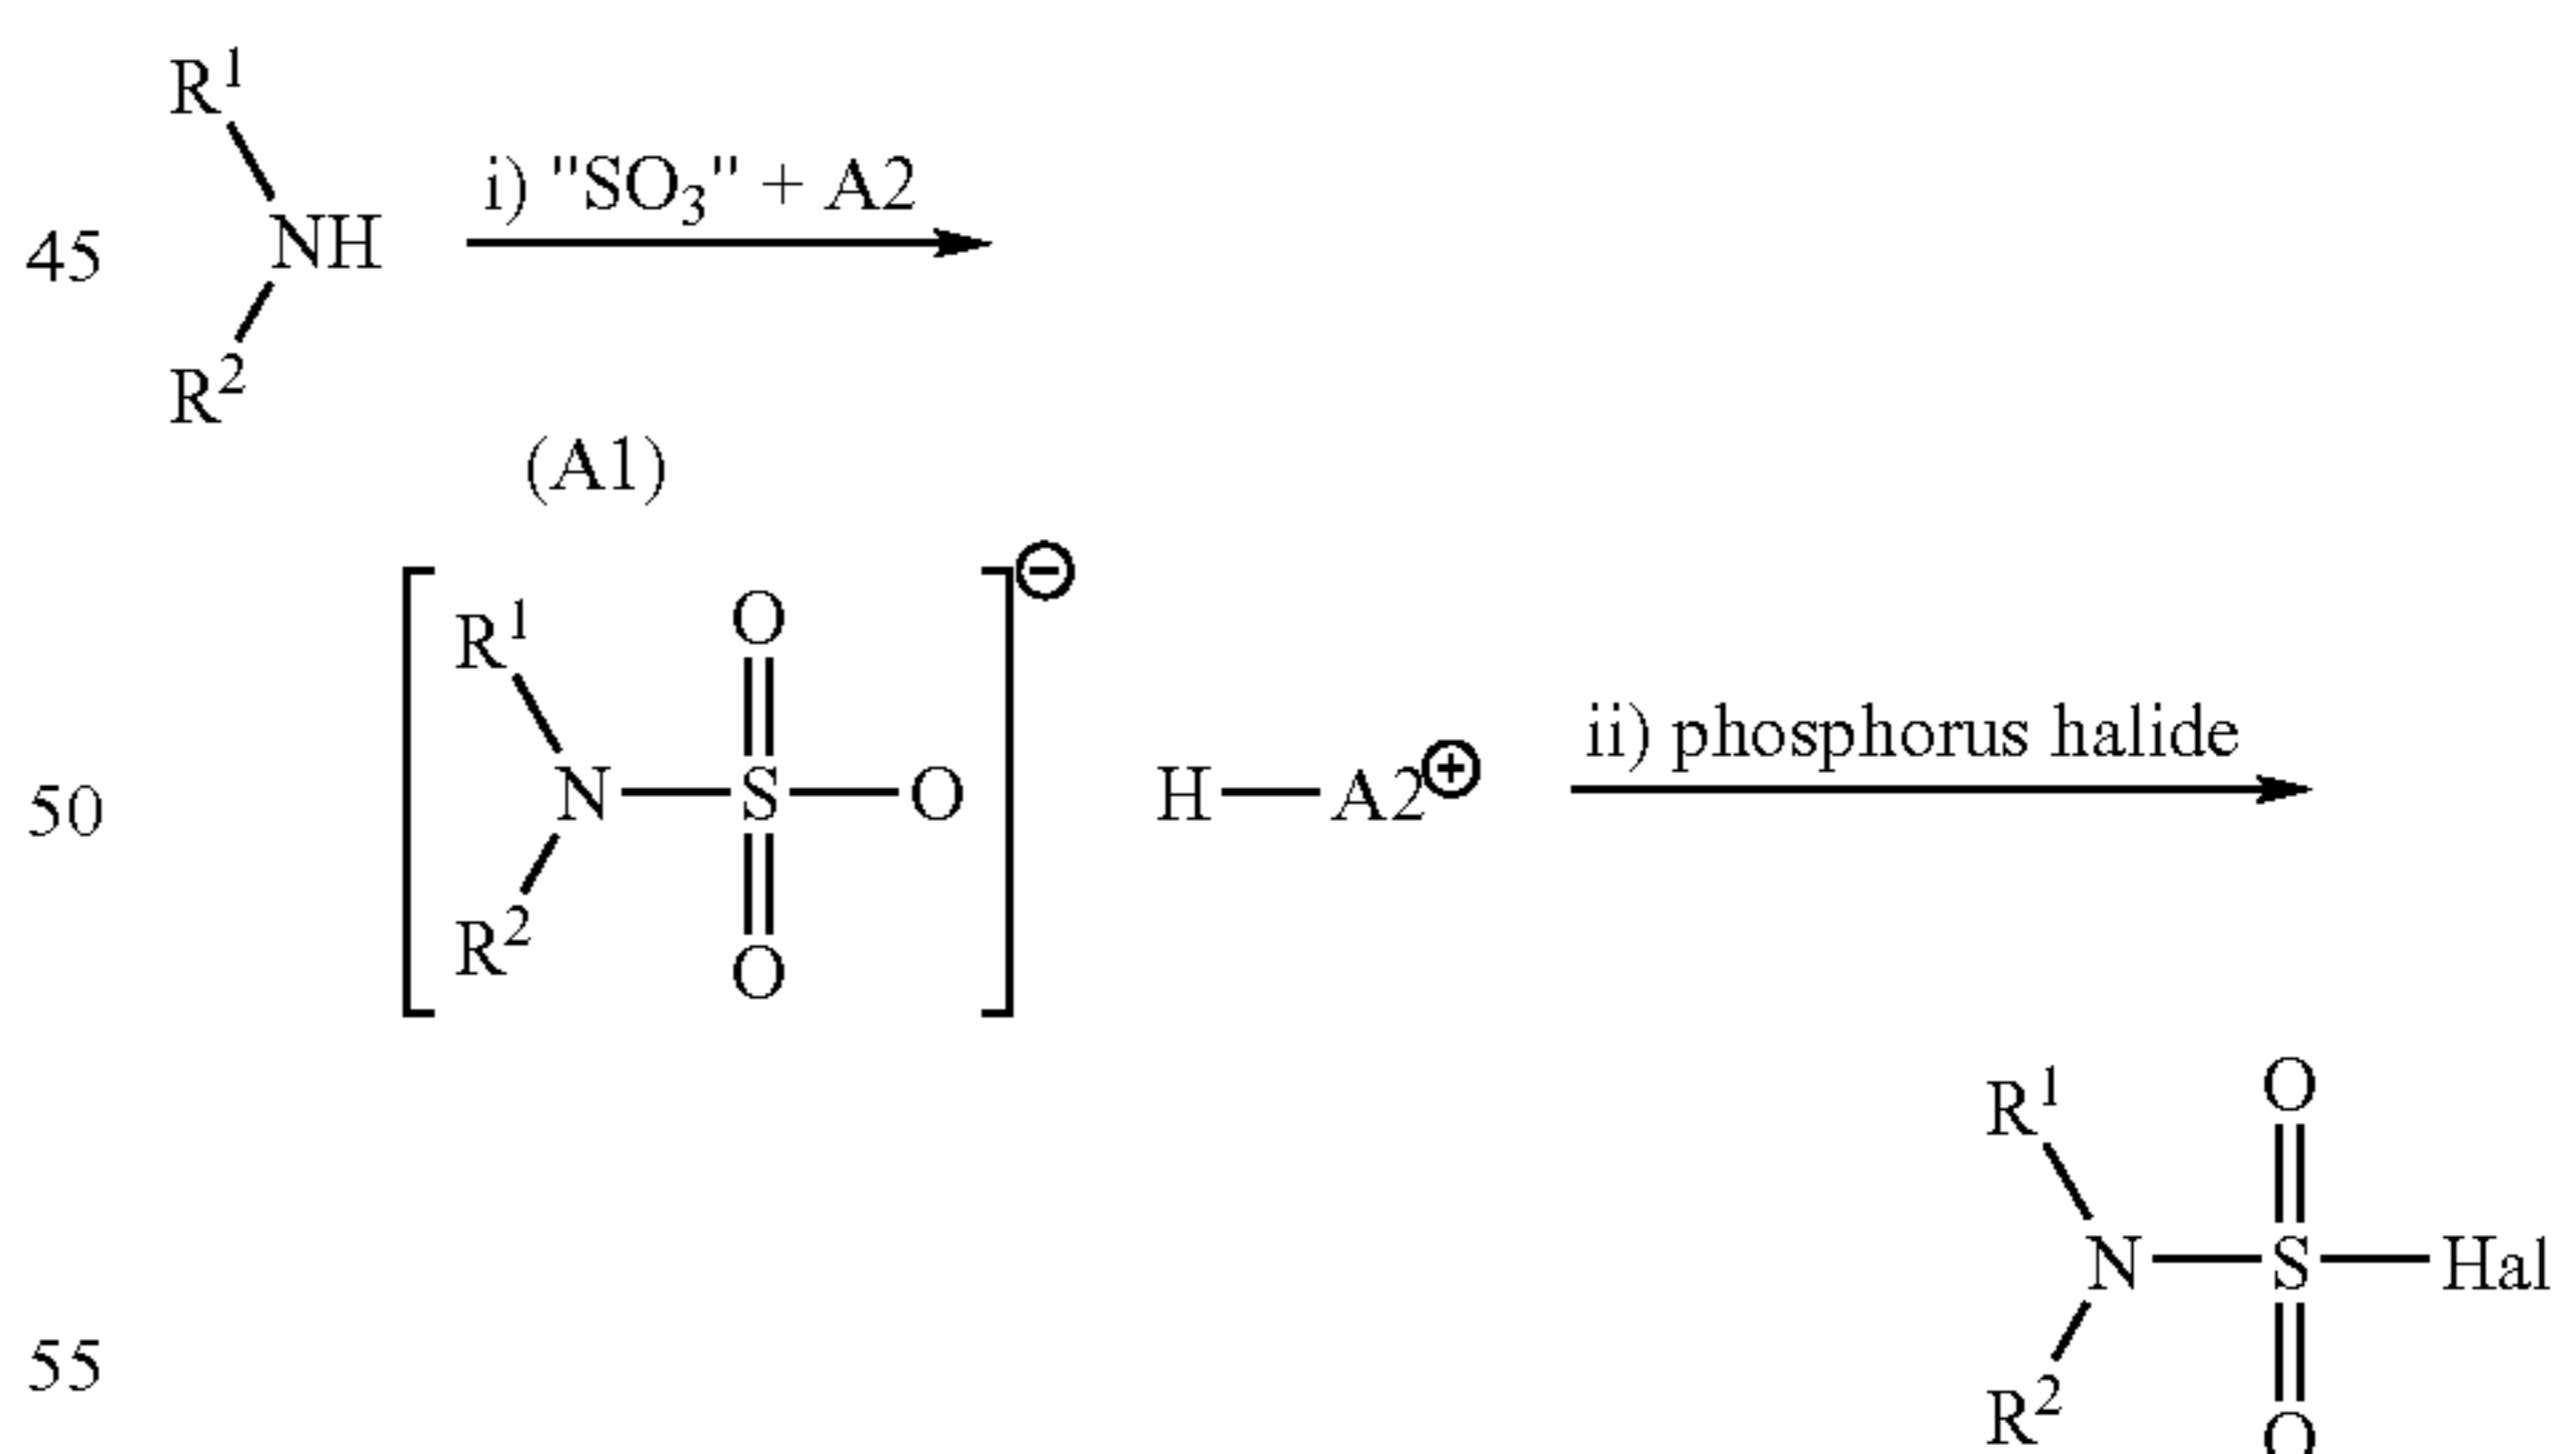 R1
i) "SO3" + A2
45 NH
R2
(A1)
⊖
O
R1
ii) phosphorus halide
50 N—S—O H—A2⊕
R2
O
O
R1
N—S—Hal
55
R2
O